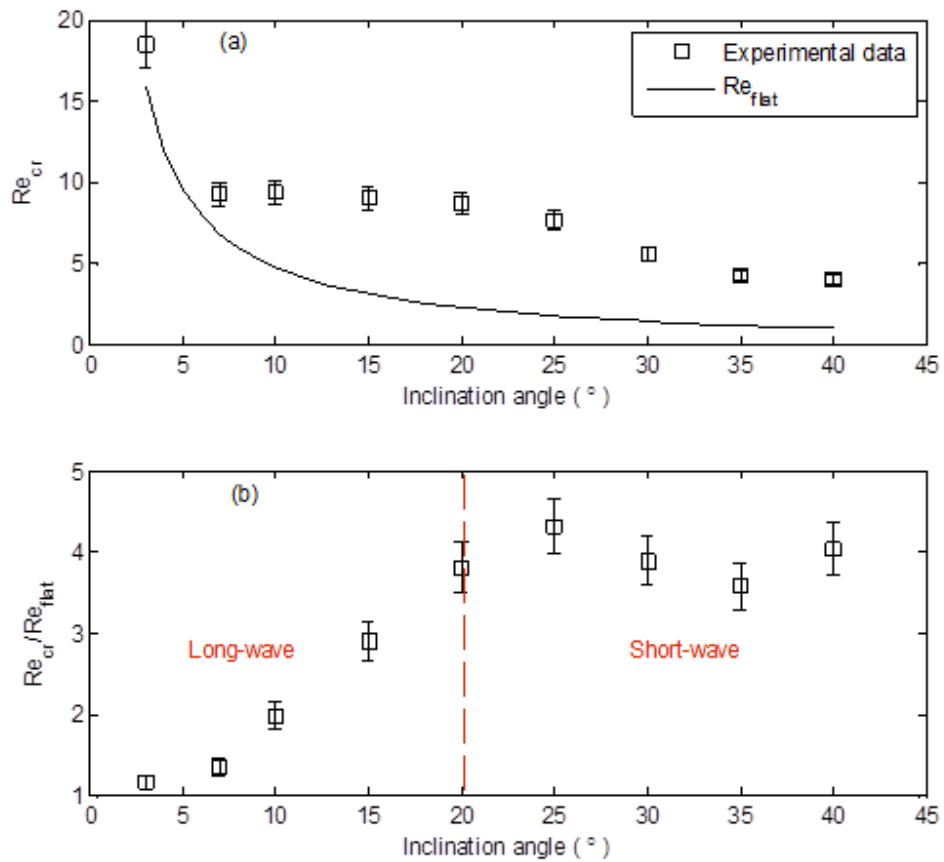 (a)
Experimental data
Re_flat
20
15
10
5
0
Re_cr
0 5 10 15 20 25 30 35 40 45
Inclination angle ( ° )
(b)
5
4
3
2
1
Re_cr/Re_flat
Long-wave
Short-wave
0 5 10 15 20 25 30 35 40 45
Inclination angle ( ° )